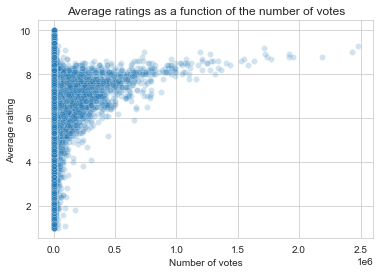 Average ratings as a function of the number of votes
10
8
6
4
2
Average rating
0.0 0.5 1.0 1.5 2.0 2.5
1e6
Number of votes